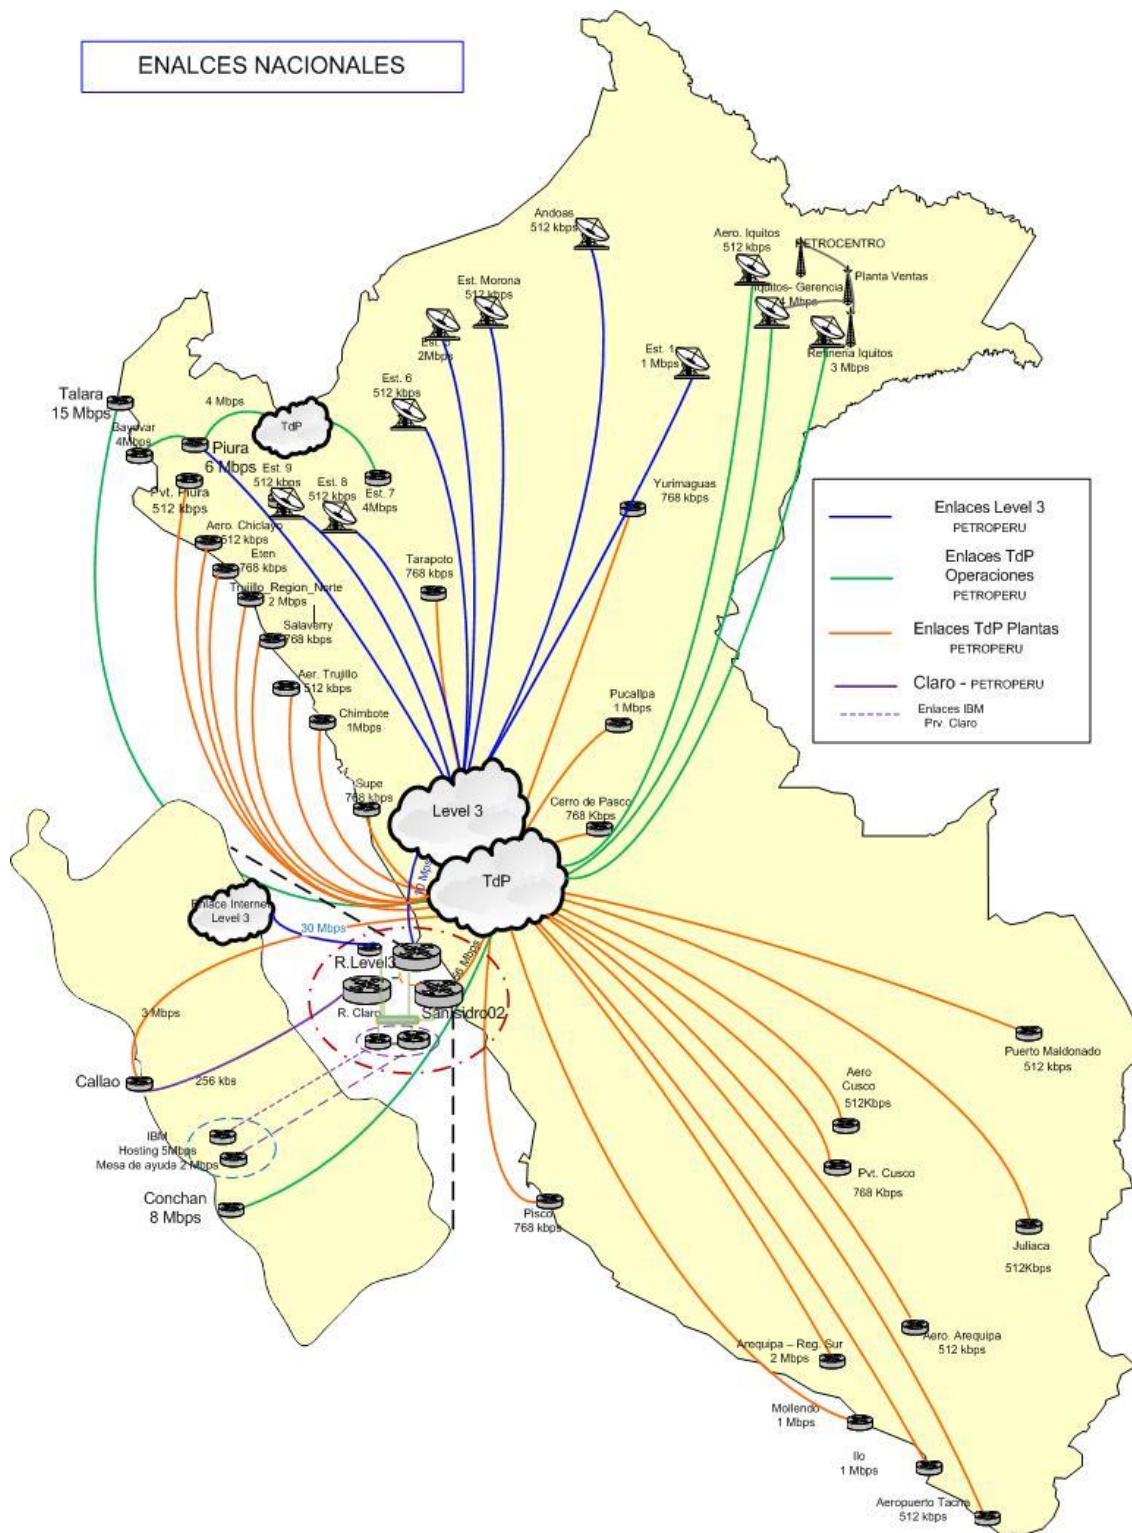 ENALCES NACIONALES
Andoas
512 kbps
Aero. Iquitos
512 kbps
PETROCENTRO
Planta Ventas
Iquitos- Gerencia
4 Mbps
Refineria Iquitos
3 Mbps
Est. Morona
512 kbps
Est. 5
2Mbps
Est. 1
1 Mbps
Est. 6
512 kbps
Talara
15 Mbps
4 Mbps
TdP
Bayovar
4Mbps
Piura
6 Mbps
Est. 9
512 kbps
Est. 8
512 kbps
Est. 7
4Mbps
Pvt. Piura
512 kbps
Yurimaguas
768 kbps
Aero. Chiclayo
512 kbps
Eten
768 kbps
Tarapoto
768 kbps
Trujillo_Region_Norte
2 Mbps
Salaverry
768 kbps
Aer. Trujillo
512 kbps
Chimbote
1Mbps
Pucallpa
1 Mbps
Supe
768 kbps
Level 3
Cerro de Pasco
768 Kbps
TdP
10 Mps
Enlaces Level 3
PETROPERU
Enlaces TdP
Operaciones
PETROPERU
Enlaces TdP Plantas
PETROPERU
Claro - PETROPERU
Enlaces IBM
Prv. Claro
Enlace Internet
Level 3
30 Mbps
R.Level3
56 Mbps
R. Claro
SanIsidro02
3 Mbps
Callao
256 kbs
IBM
Hosting 5Mbps
Mesa de ayuda 2 Mbps
Conchan
8 Mbps
Pisco
768 kbps
Puerto Maldonado
512 kbps
Aero
Cusco
512Kbps
Pvt. Cusco
768 Kbps
Juliaca
512Kbps
Aero. Arequipa
512 kbps
Arequipa – Reg. Sur
2 Mbps
Mollendo
1 Mbps
Ilo
1 Mbps
Aeropuerto Tacna
512 kbps